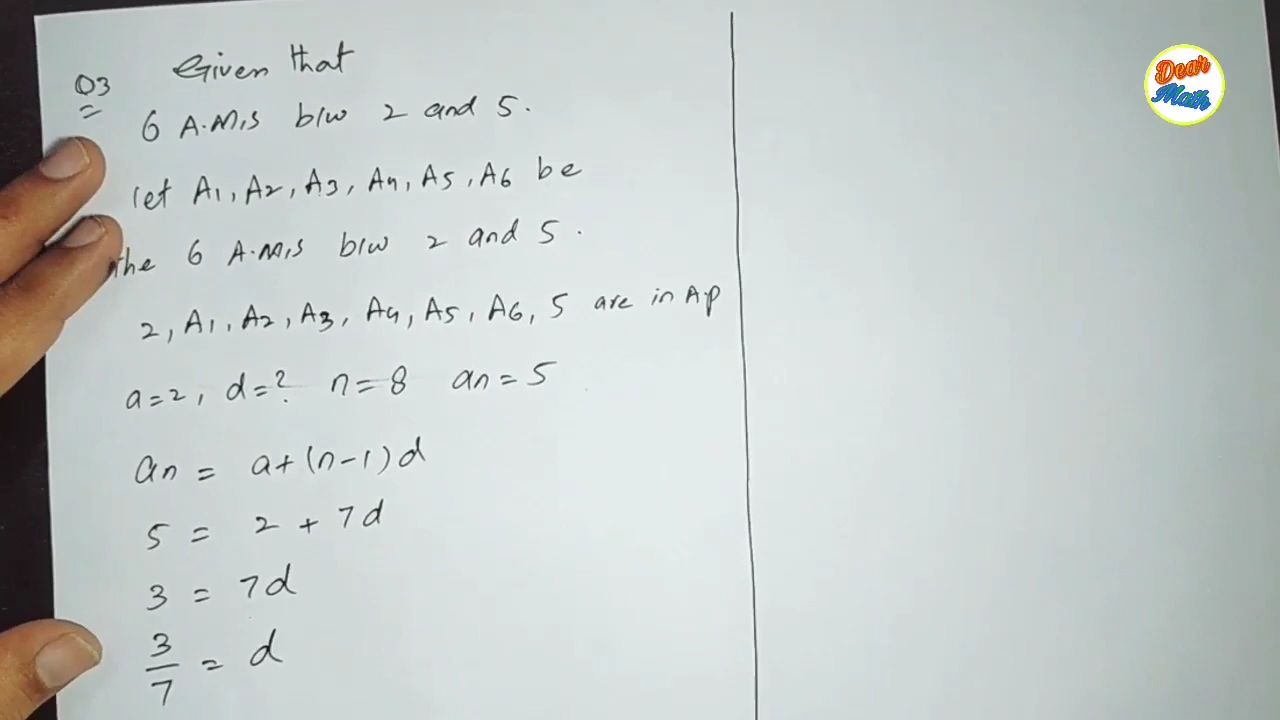 Q3 Given that
6 A.M,s b/w 2 and 5.
let A1, A2, A3, A4, A5, A6 be
the 6 A.M,s b/w 2 and 5.
2, A1, A2, A3, A4, A5, A6, 5 are in A.p
a=2, d=? n=8 an=5
an = a+(n-1)d
5 = 2 + 7d
3 = 7d
3/7 = d
Dear
Math